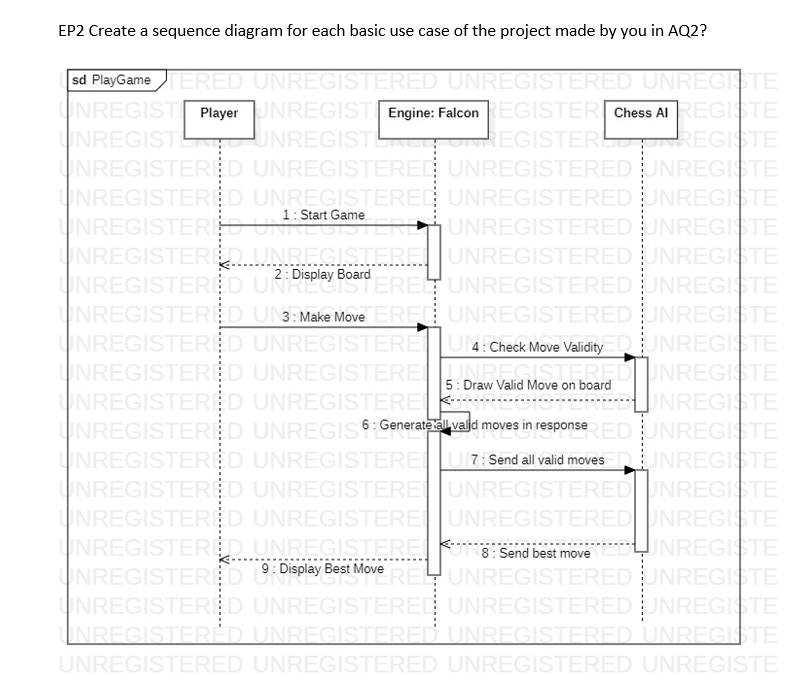 EP2 Create a sequence diagram for each basic use case of the project made by you in AQ2?
sd PlayGame
Player
Engine: Falcon
Chess AI
1 : Start Game
2 : Display Board
3 : Make Move
4 : Check Move Validity
5 : Draw Valid Move on board
6 : Generate all valid moves in response
7 : Send all valid moves
8 : Send best move
9 : Display Best Move
UNREGISTERED UNREGISTERED UNREGISTERED UNREGISTE